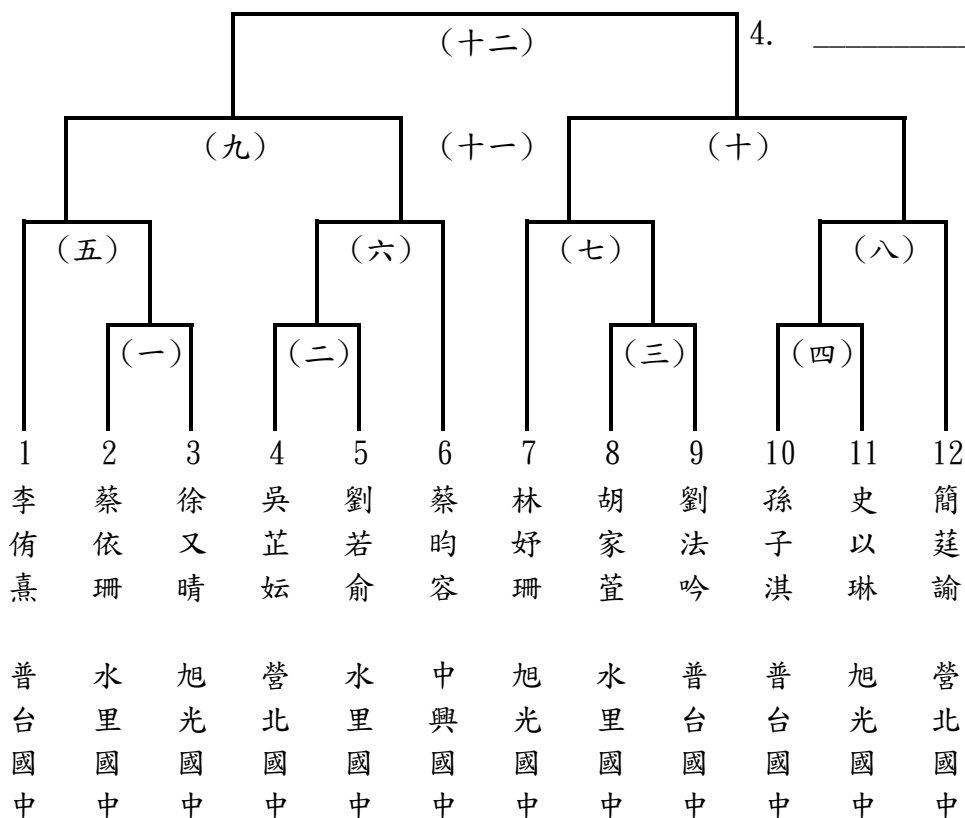 (十二)
4. ___________
(九) (十一) (十)
(五) (六) (七) (八)
(一) (二) (三) (四)
1 2 3 4 5 6 7 8 9 10 11 12
李侑熹 蔡依珊 徐又晴 吳芷妘 劉若俞 蔡昀容 林妤珊 胡家萓 劉法吟 孫子淇 史以琳 簡莛諭
普台國中 水里國中 旭光國中 營北國中 水里國中 中興國中 旭光國中 水里國中 普台國中 普台國中 旭光國中 營北國中